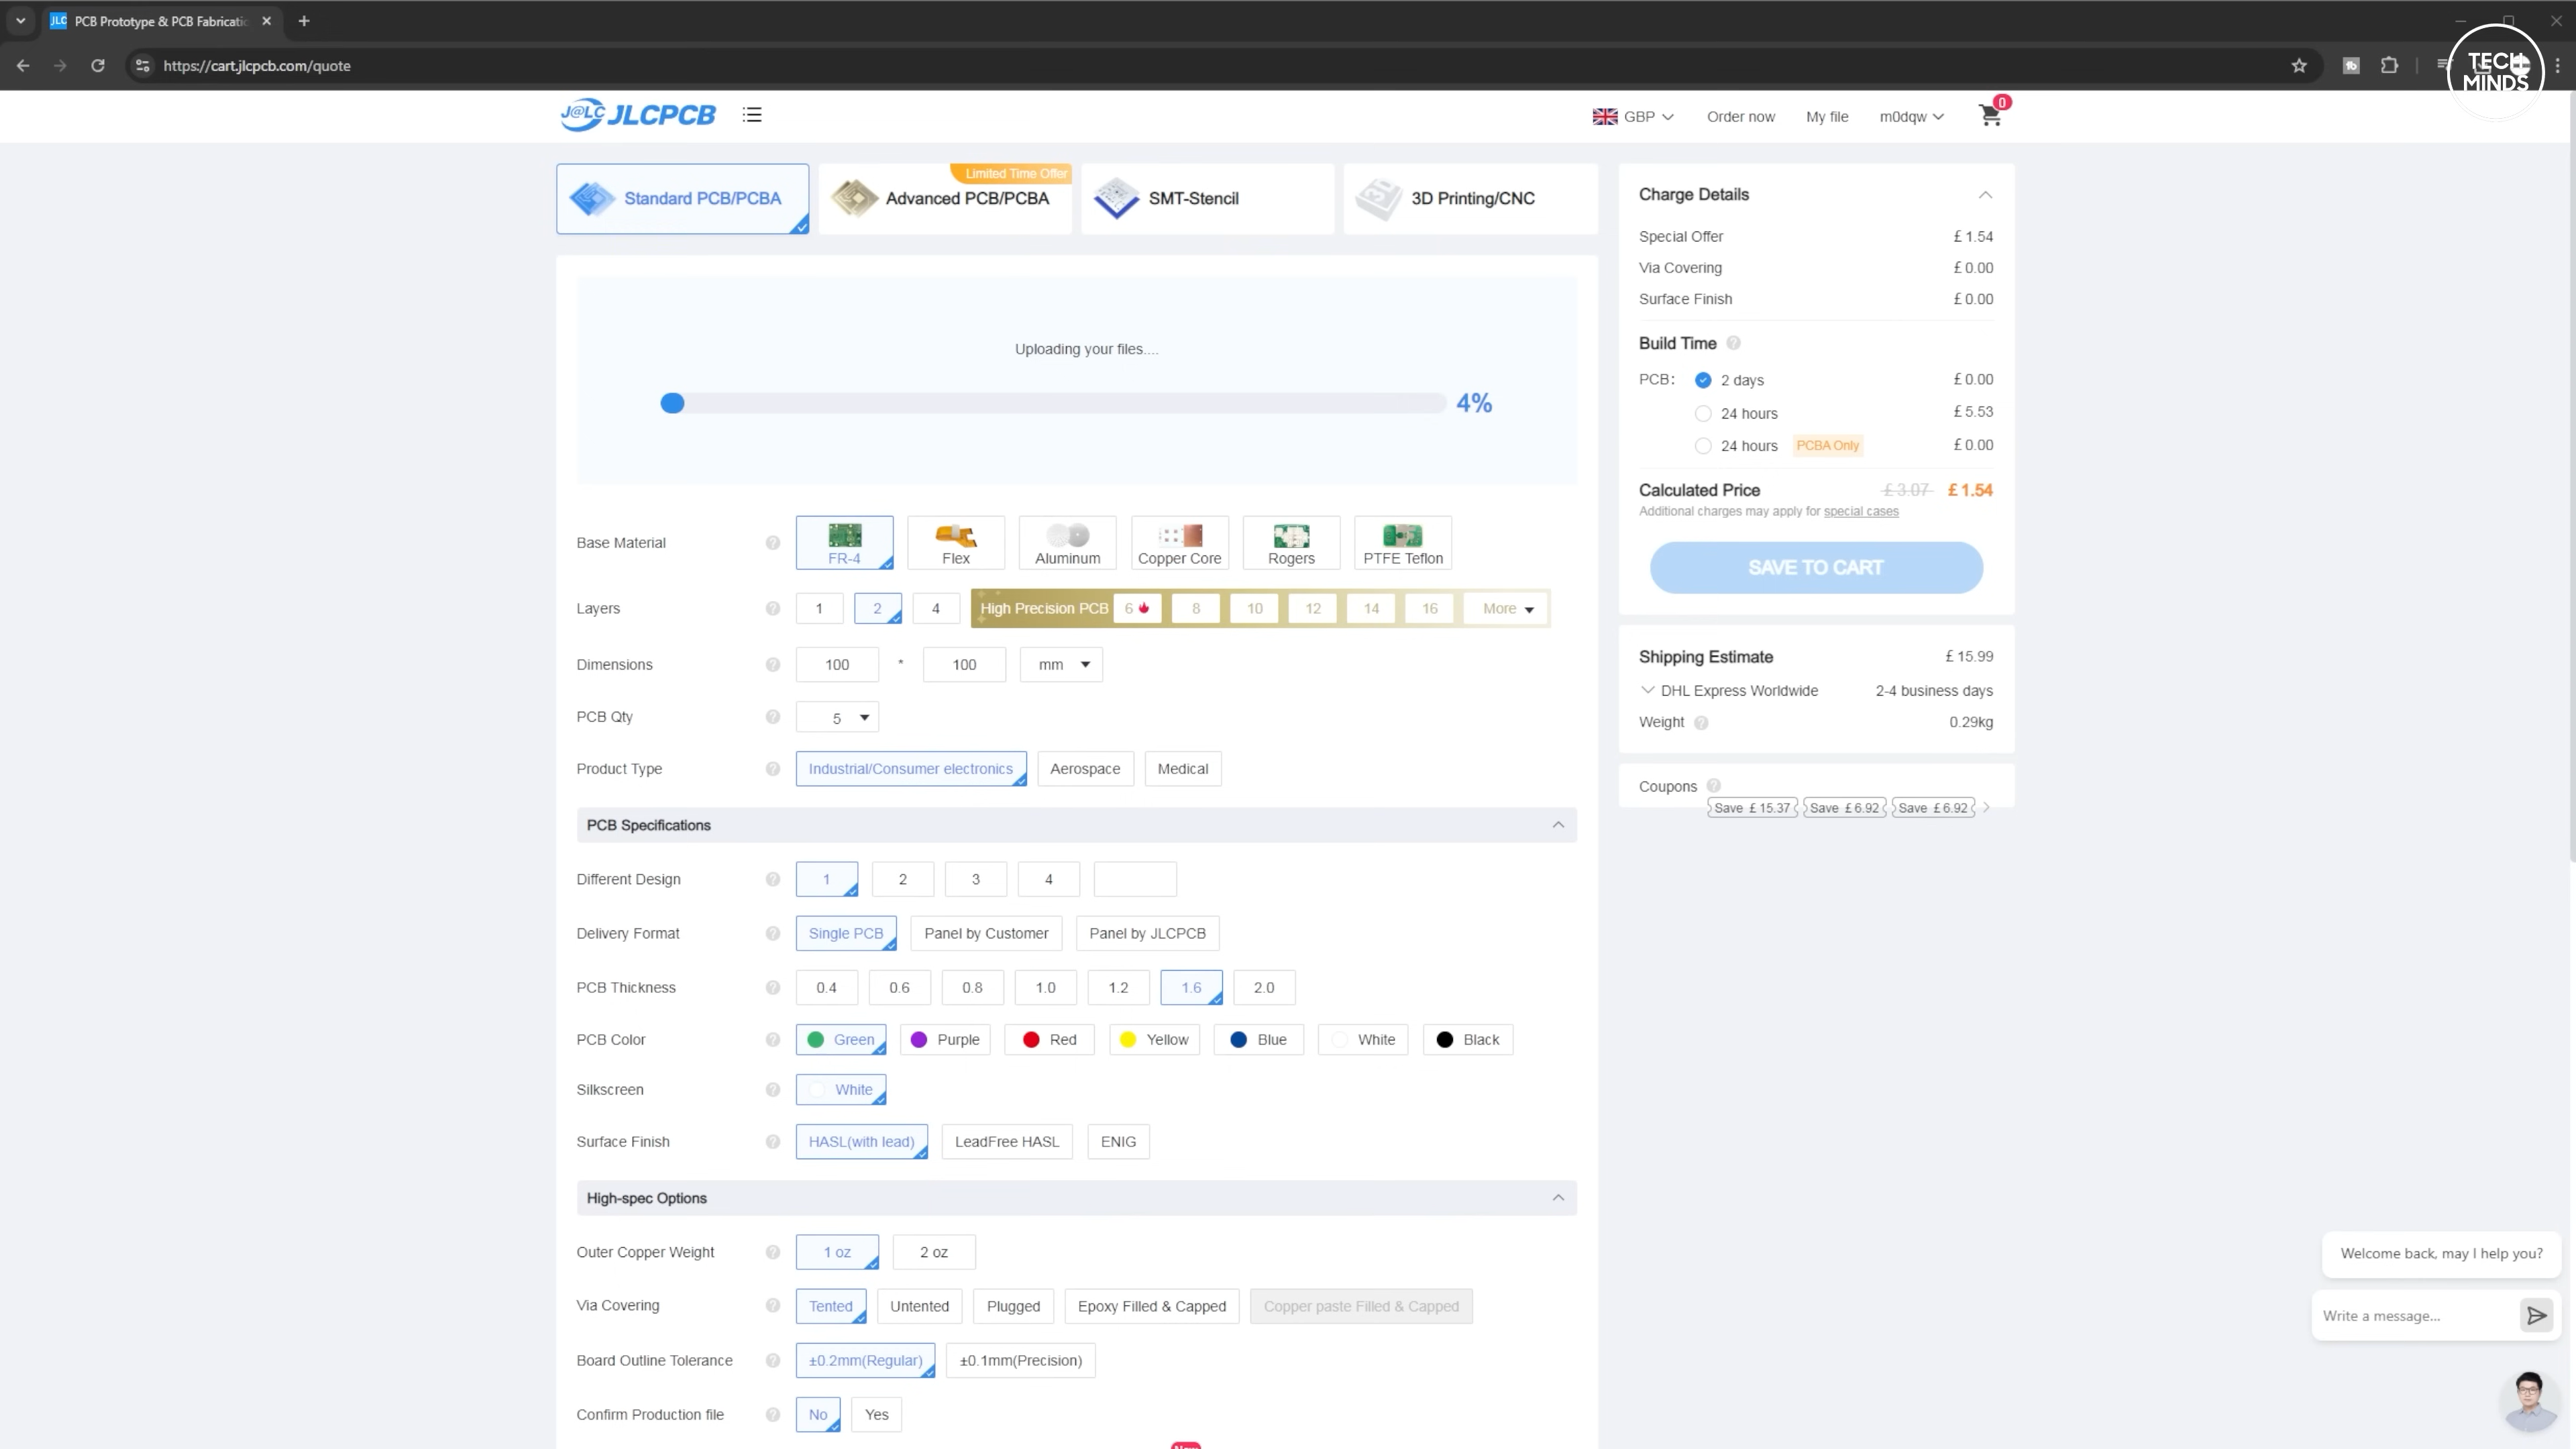 JLC PCB Prototype & PCB Fabricatio
https://cart.jlcpcb.com/quote
TECH
MINDS
J@LC JLCPCB
GBP
Order now
My file
m0dqw
0
Standard PCB/PCBA
Limited Time Offer
Advanced PCB/PCBA
SMT-Stencil
3D Printing/CNC
Uploading your files....
4%
Base Material
FR-4
Flex
Aluminum
Copper Core
Rogers
PTFE Teflon
Layers
1
2
4
High Precision PCB
6
8
10
12
14
16
More
Dimensions
100
*
100
mm
PCB Qty
5
Product Type
Industrial/Consumer electronics
Aerospace
Medical
PCB Specifications
Different Design
1
2
3
4
Delivery Format
Single PCB
Panel by Customer
Panel by JLCPCB
PCB Thickness
0.4
0.6
0.8
1.0
1.2
1.6
2.0
PCB Color
Green
Purple
Red
Yellow
Blue
White
Black
Silkscreen
White
Surface Finish
HASL(with lead)
LeadFree HASL
ENIG
High-spec Options
Outer Copper Weight
1 oz
2 oz
Via Covering
Tented
Untented
Plugged
Epoxy Filled & Capped
Copper paste Filled & Capped
Board Outline Tolerance
±0.2mm(Regular)
±0.1mm(Precision)
Confirm Production file
No
Yes
Charge Details
Special Offer £ 1.54
Via Covering £ 0.00
Surface Finish £ 0.00
Build Time
PCB: 2 days £ 0.00
24 hours £ 5.53
24 hours PCBA Only £ 0.00
Calculated Price £ 3.07 £ 1.54
Additional charges may apply for special cases
SAVE TO CART
Shipping Estimate £ 15.99
DHL Express Worldwide 2-4 business days
Weight 0.29kg
Coupons
Save £ 15.37
Save £ 6.92
Save £ 6.92
Welcome back, may I help you?
Write a message...